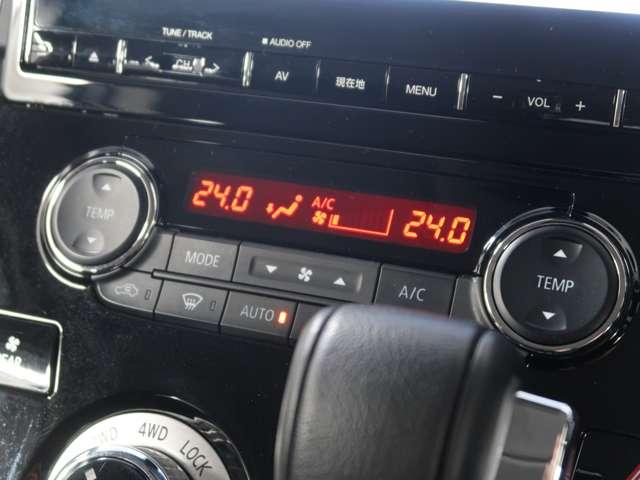 TUNE / TRACK
AUDIO OFF
CH
AV
現在地
MENU
− VOL +
TEMP
24.0
A/C
24.0
TEMP
MODE
A/C
AUTO
4WD
LOCK